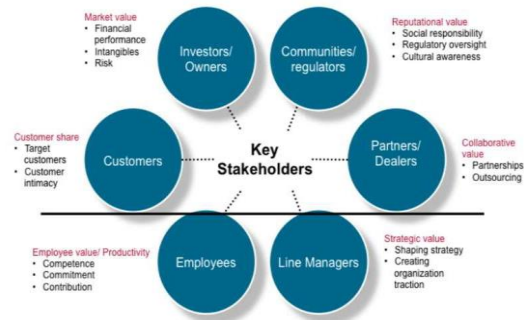 Market value
• Financial
performance
• Intangibles
• Risk
Investors/
Owners
Communities/
regulators
Reputational value
• Social responsibility
• Regulatory oversight
• Cultural awareness
Customer share
• Target
customers
• Customer
intimacy
Customers
Key
Stakeholders
Partners/
Dealers
Collaborative
value
• Partnerships
• Outsourcing
Employee value/ Productivity
• Competence
• Commitment
• Contribution
Employees
Line Managers
Strategic value
• Shaping strategy
• Creating
organization
traction